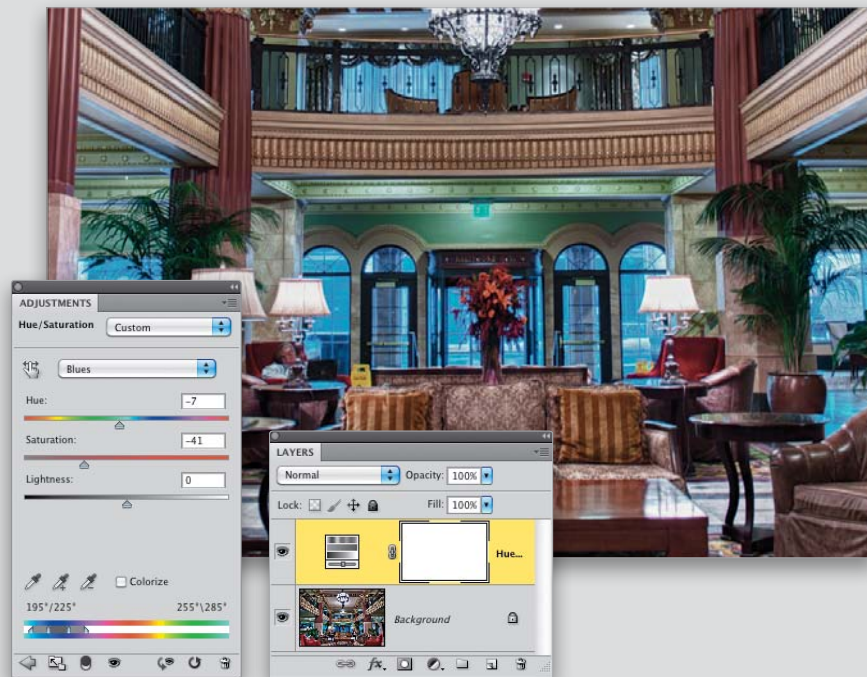 ADJUSTMENTS
Hue/Saturation Custom
Blues
Hue: -7
Saturation: -41
Lightness: 0
Colorize
195°/225° 255°\285°
LAYERS
Normal Opacity: 100%
Lock: Fill: 100%
Hue...
Background
fx.